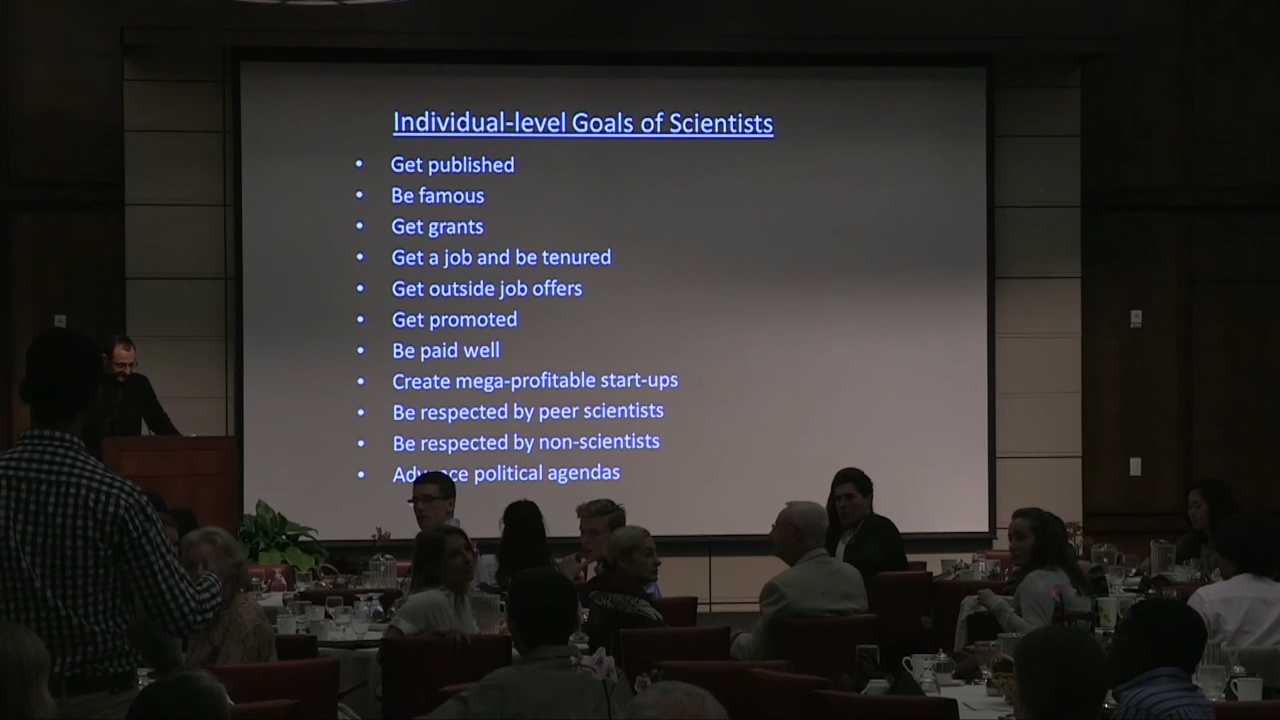 Individual-level Goals of Scientists
• Get published
• Be famous
• Get grants
• Get a job and be tenured
• Get outside job offers
• Get promoted
• Be paid well
• Create mega-profitable start-ups
• Be respected by peer scientists
• Be respected by non-scientists
• Advance political agendas